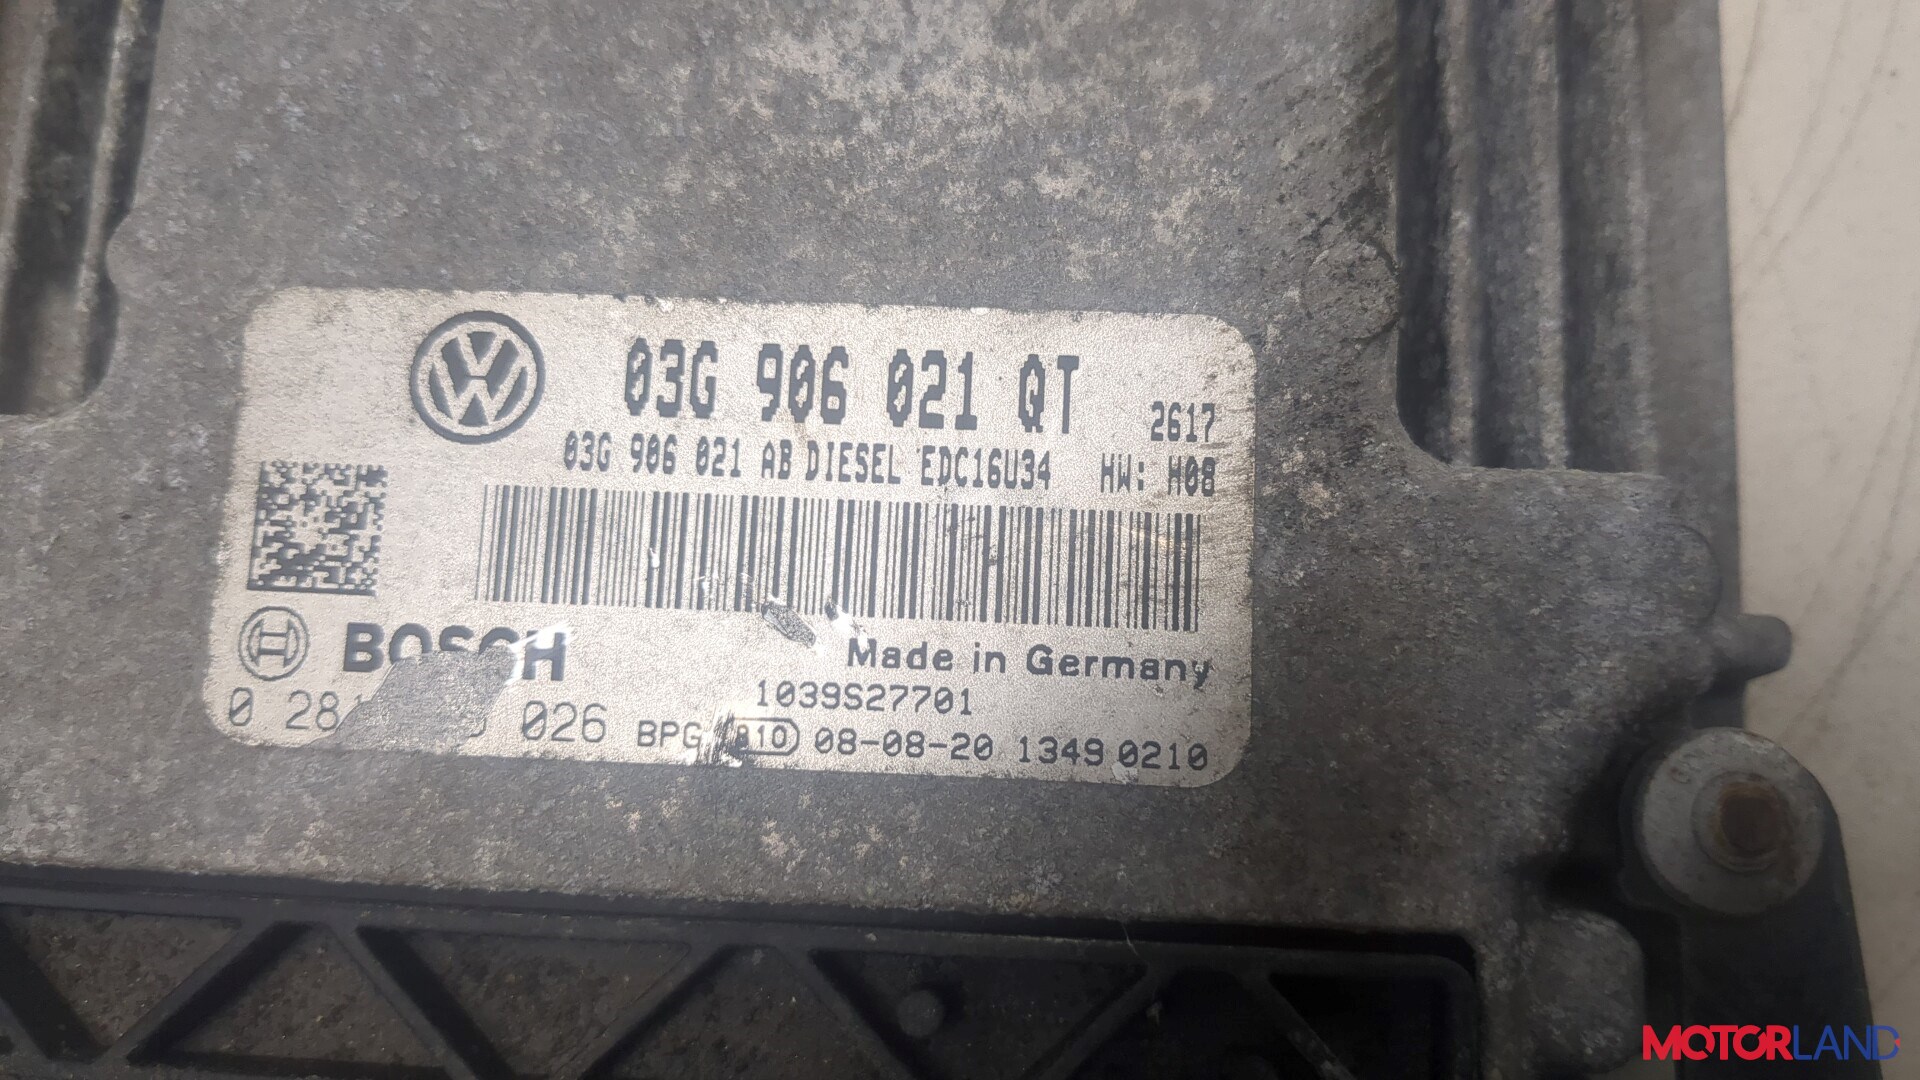 03G 906 021 QT 2617
03G 906 021 AB DIESEL EDC16U34 HW: H08
BOSCH
Made in Germany
1039S27701
026 BPG 08-08-20 1349 0210
MOTORLAND